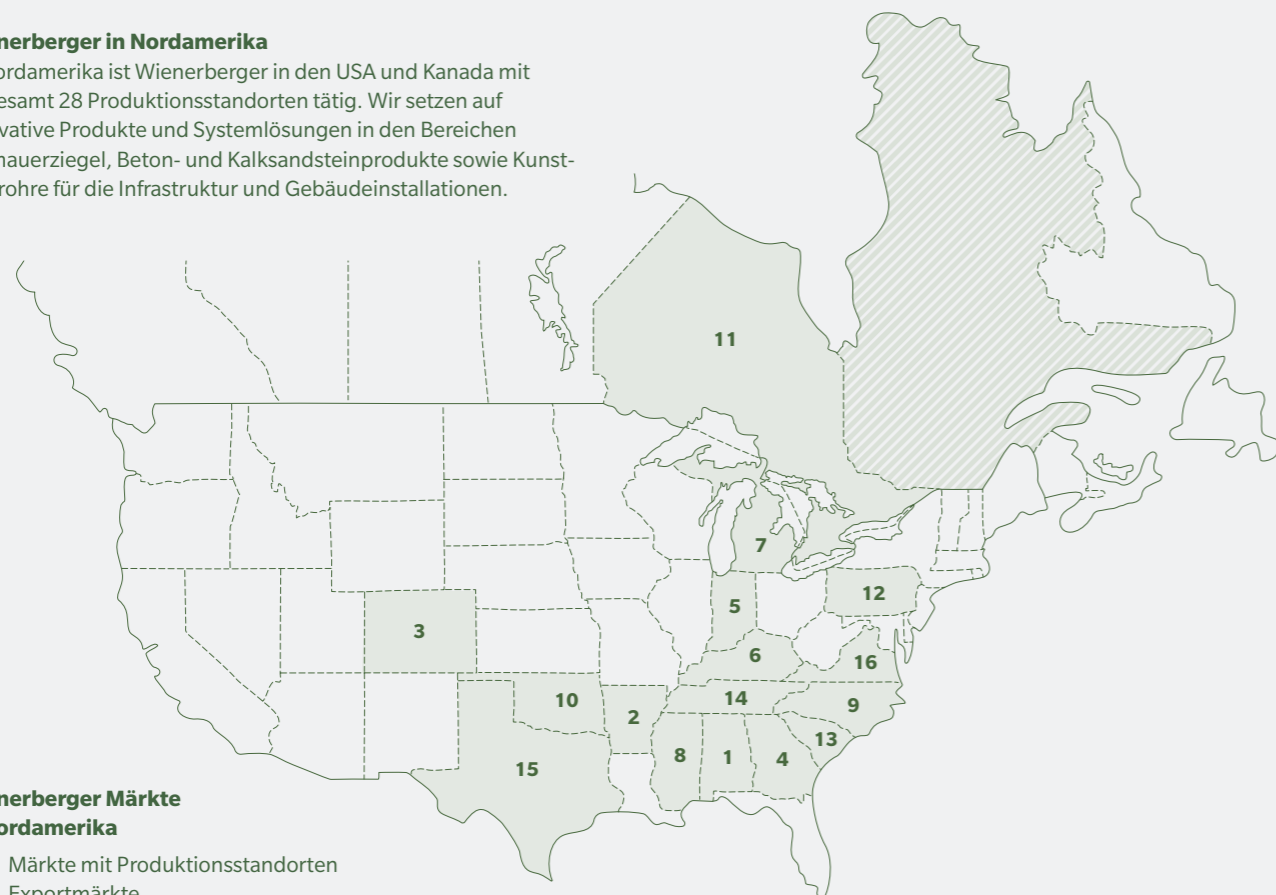 nerberger in Nordamerika
ordamerika ist Wienerberger in den USA und Kanada mit
esamt 28 Produktionsstandorten tätig. Wir setzen auf
vative Produkte und Systemlösungen in den Bereichen
nauerziegel, Beton- und Kalksandsteinprodukte sowie Kunst-
rohre für die Infrastruktur und Gebäudeinstallationen.
11
7
5
12
3
6
16
10
14
9
2
13
8
1
4
15
nerberger Märkte
ordamerika
Märkte mit Produktionsstandorten
Exportmärkte